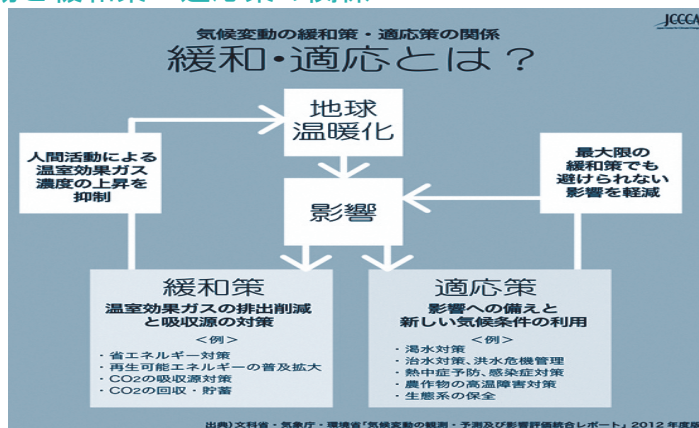 JCCCA
気候変動の緩和策・適応策の関係
緩和・適応とは？
地球
温暖化
人間活動による
温室効果ガス
濃度の上昇を
抑制
最大限の
緩和策でも
避けられない
影響を軽減
影響
緩和策
温室効果ガスの排出削減
と吸収源の対策
＜例＞
・省エネルギー対策
・再生可能エネルギーの普及拡大
・CO2の吸収源対策
・CO2の回収・貯蓄
適応策
影響への備えと
新しい気候条件の利用
＜例＞
・渇水対策
・治水対策、洪水危機管理
・熱中症予防、感染症対策
・農作物の高温障害対策
・生態系の保全
出典）文科省・気象庁・環境省「気候変動の観測・予測及び影響評価統合レポート」2012年度版